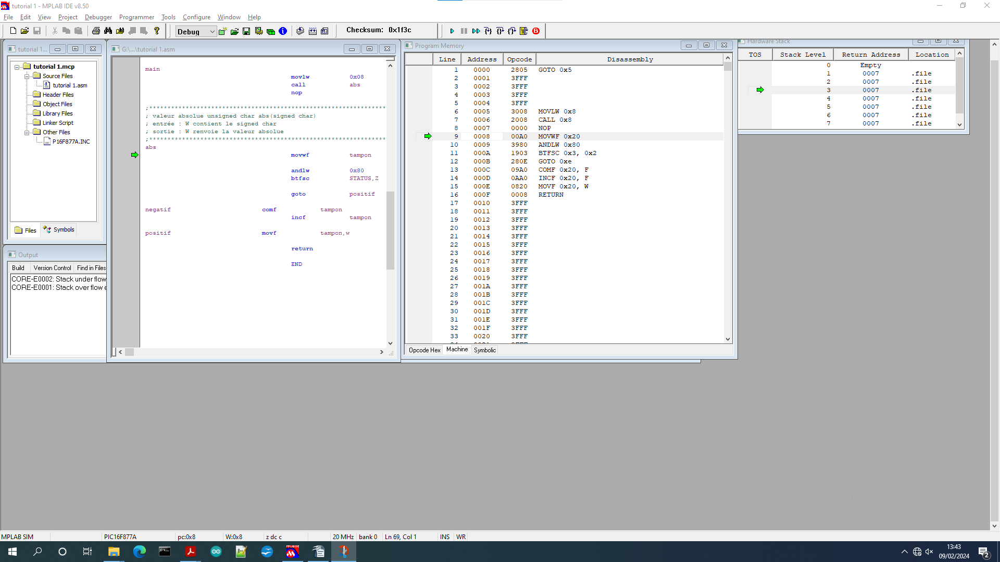 tutorial 1 - MPLAB IDE v8.50
File Edit View Project Debugger Programmer Tools Configure Window Help
Debug
Checksum: 0x1f3c
tutorial 1...
tutorial 1.mcp
Source Files
tutorial 1.asm
Header Files
Object Files
Library Files
Linker Script
Other Files
P16F877A.INC
Files Symbols
Output
Build Version Control Find in Files
CORE-E0002: Stack under flow
CORE-E0001: Stack over flow e
G:\...\tutorial 1.asm
main
movlw 0x08
call abs
nop
;*****************************************************************
; valeur absolue unsigned char abs(signed char)
; entrée : W contient le signed char
; sortie : W renvoie la valeur absolue
;*****************************************************************
abs
movwf tampon
andlw 0x80
btfsc STATUS,Z
goto positif
negatif comf tampon
incf tampon
positif movf tampon,w
return
END
Program Memory
Line Address Opcode Disassembly
1 0000 2805 GOTO 0x5
2 0001 3FFF
3 0002 3FFF
4 0003 3FFF
5 0004 3FFF
6 0005 3008 MOVLW 0x8
7 0006 2008 CALL 0x8
8 0007 0000 NOP
9 0008 00A0 MOVWF 0x20
10 0009 3980 ANDLW 0x80
11 000A 1903 BTFSC 0x3, 0x2
12 000B 280E GOTO 0xe
13 000C 09A0 COMF 0x20, F
14 000D 0AA0 INCF 0x20, F
15 000E 0820 MOVF 0x20, W
16 000F 0008 RETURN
17 0010 3FFF
18 0011 3FFF
19 0012 3FFF
20 0013 3FFF
21 0014 3FFF
22 0015 3FFF
23 0016 3FFF
24 0017 3FFF
25 0018 3FFF
26 0019 3FFF
27 001A 3FFF
28 001B 3FFF
29 001C 3FFF
30 001D 3FFF
31 001E 3FFF
32 001F 3FFF
33 0020 3FFF
Opcode Hex Machine Symbolic
Hardware Stack
TOS Stack Level Return Address Location
0 Empty
1 0007 .file
2 0007 .file
3 0007 .file
4 0007 .file
5 0007 .file
6 0007 .file
7 0007 .file
MPLAB SIM PIC16F877A pc:0x8 W:0x8 z dc c 20 MHz bank 0 Ln 69, Col 1 INS WR
13:43
09/02/2024
2